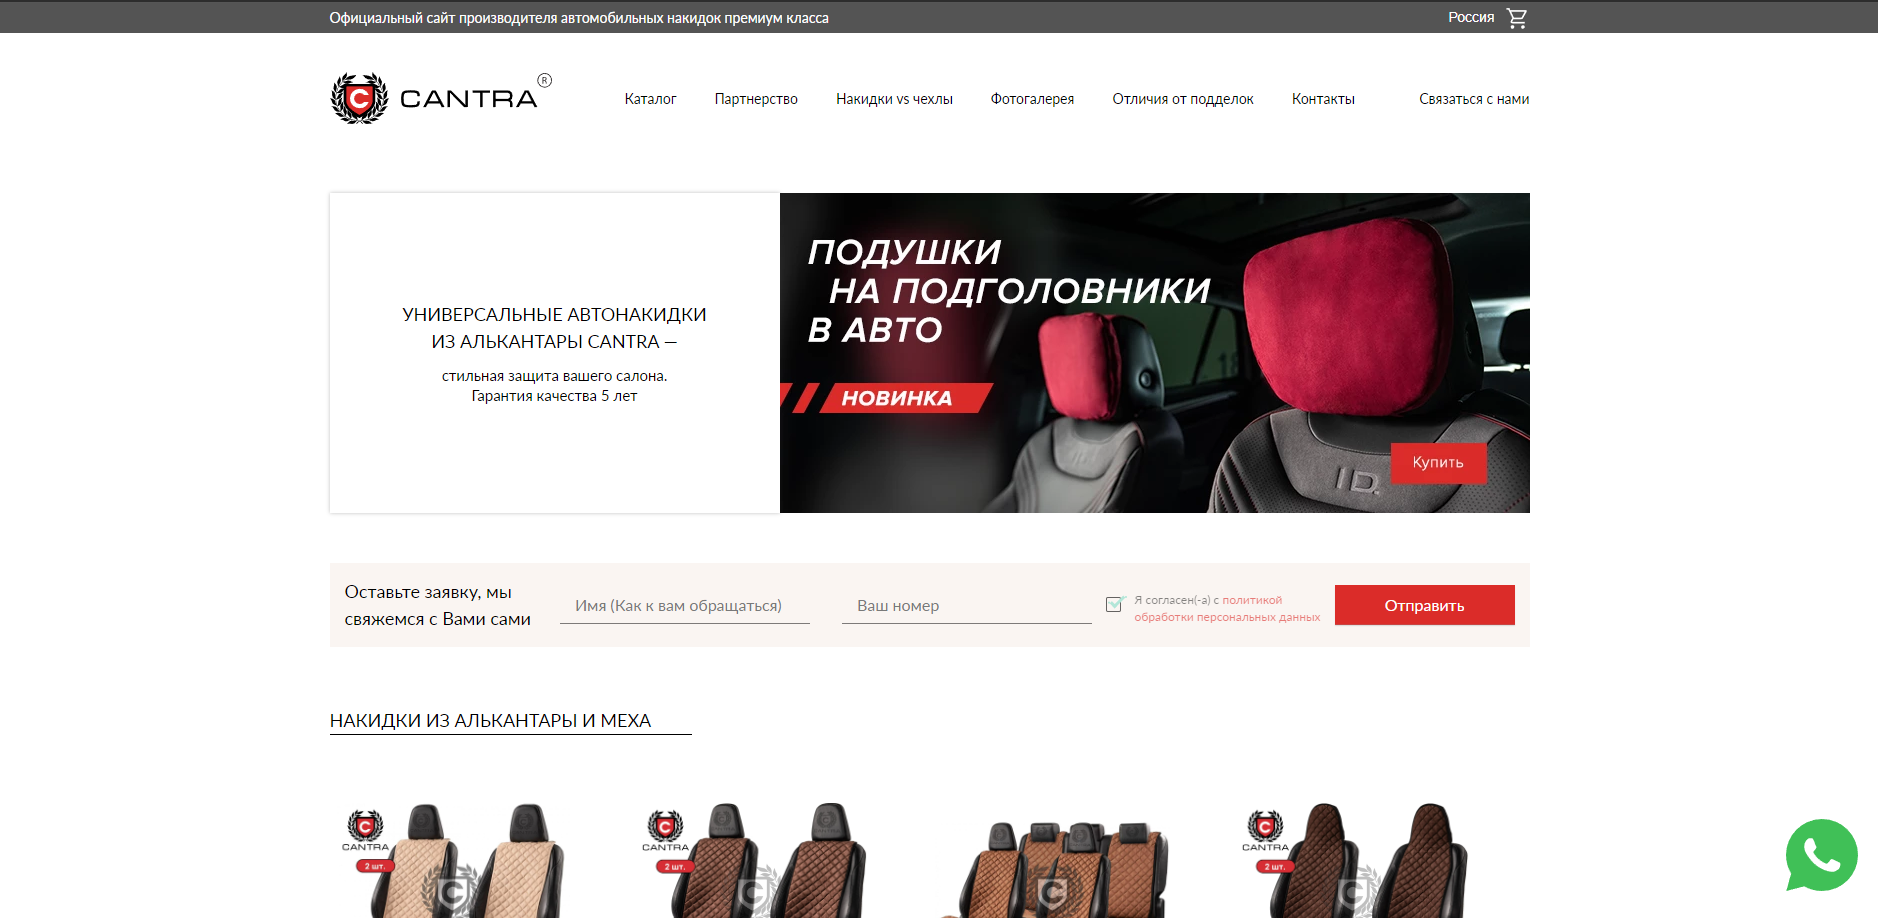 Официальный сайт производителя автомобильных накидок премиум класса
Россия
CANTRA ®
Каталог
Партнерство
Накидки vs чехлы
Фотогалерея
Отличия от подделок
Контакты
Связаться с нами
УНИВЕРСАЛЬНЫЕ АВТОНАКИДКИ
ИЗ АЛЬКАНТАРЫ CANTRA —
стильная защита вашего салона.
Гарантия качества 5 лет
ПОДУШКИ
НА ПОДГОЛОВНИКИ
В АВТО
НОВИНКА
ID.
Купить
Оставьте заявку, мы
свяжемся с Вами сами
Имя (Как к вам обращаться)
Ваш номер
Я согласен(-а) с политикой
обработки персональных данных
Отправить
НАКИДКИ ИЗ АЛЬКАНТАРЫ И МЕХА
C
CANTRA
2 шт.
C
CANTRA
2 шт.
C
C
CANTRA
2 шт.
C